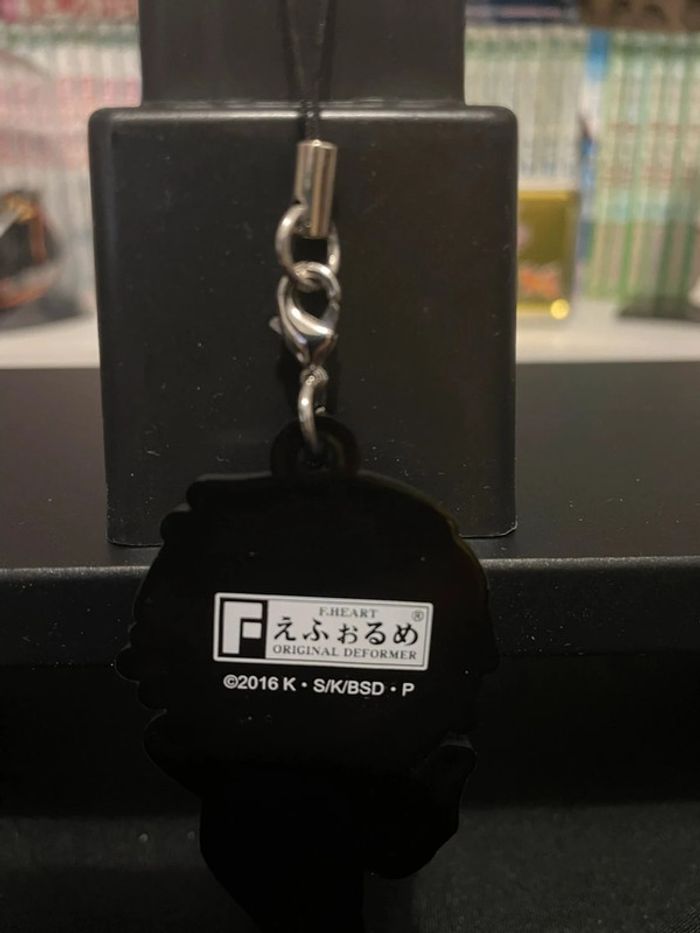 F
F.HEART ®
えふぉるめ
ORIGINAL DEFORMER
©2016 K・S/K/BSD・P